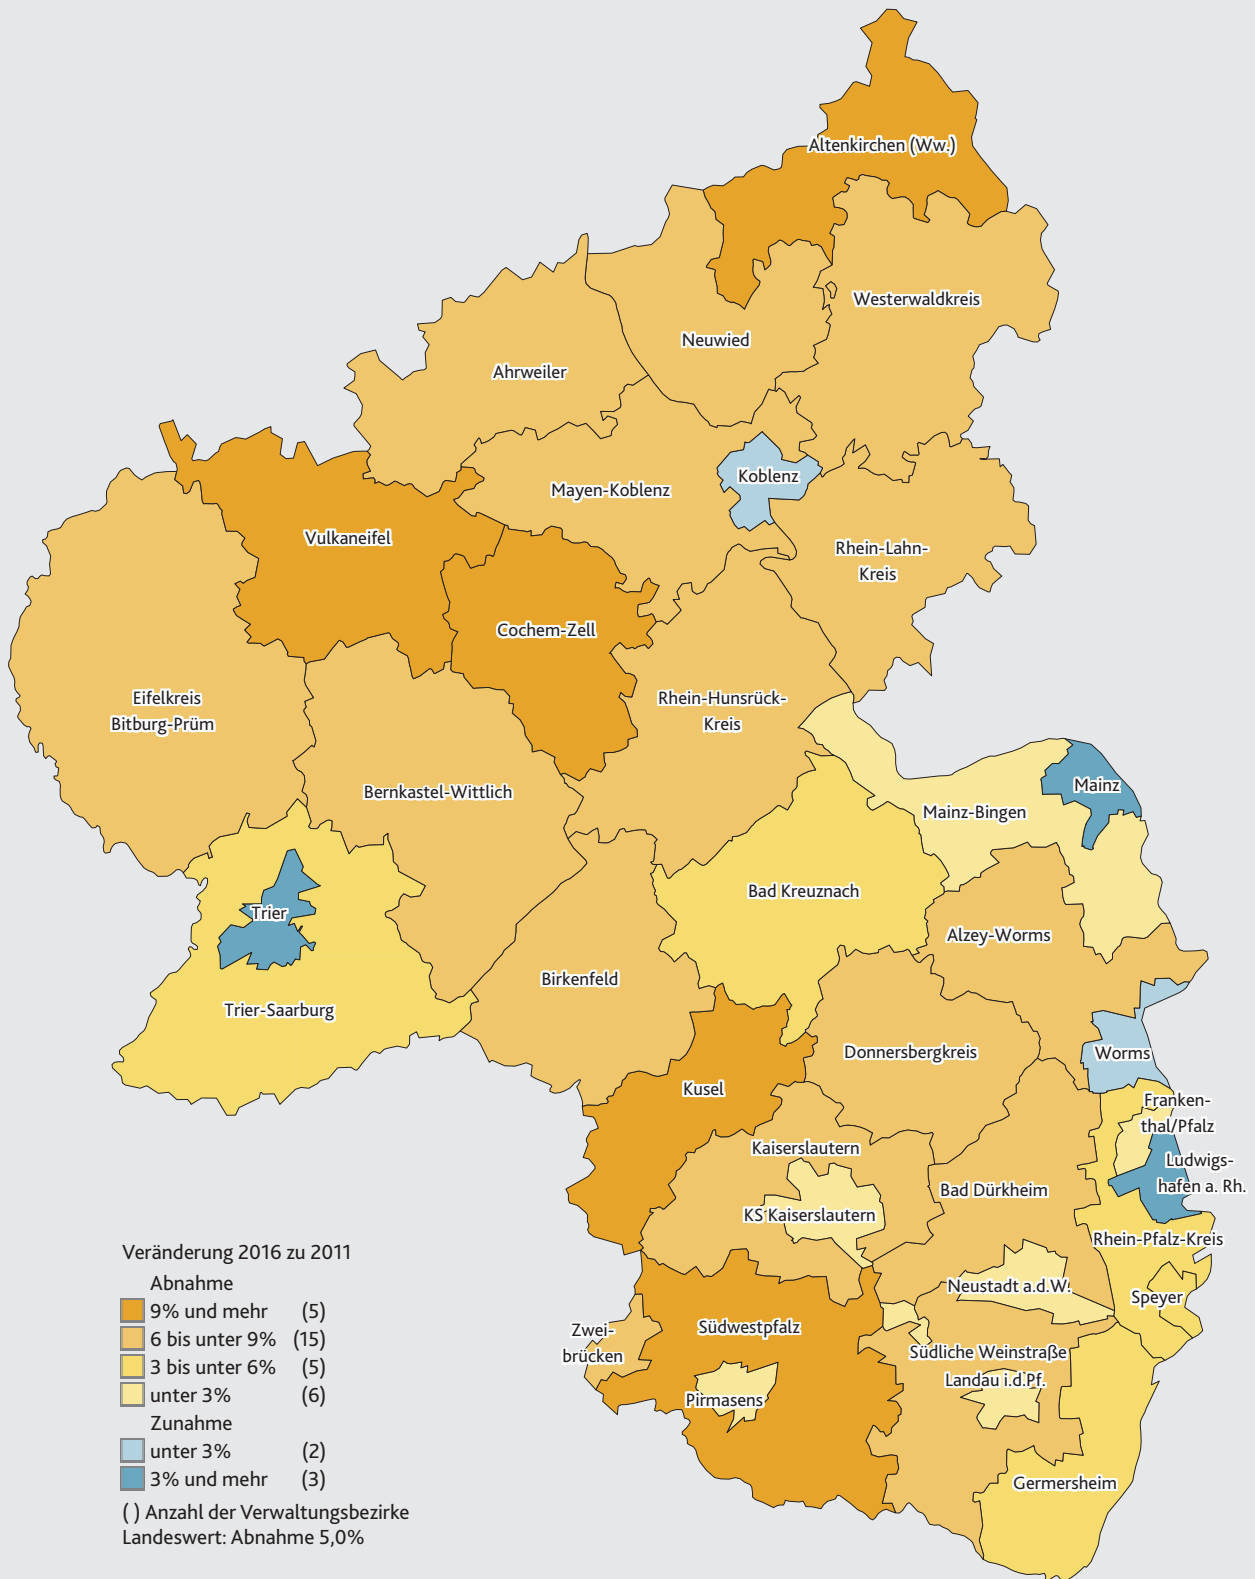 Altenkirchen (Ww.)
Westerwaldkreis
Neuwied
Ahrweiler
Koblenz
Mayen-Koblenz
Vulkaneifel
Rhein-Lahn-
Kreis
Cochem-Zell
Eifelkreis
Bitburg-Prüm
Rhein-Hunsrück-
Kreis
Mainz
Bernkastel-Wittlich
Mainz-Bingen
Bad Kreuznach
Trier
Alzey-Worms
Birkenfeld
Trier-Saarburg
Donnersbergkreis
Worms
Kusel
Franken-
thal/Pfalz
Kaiserslautern
Ludwigs-
hafen a. Rh.
Bad Dürkheim
KS Kaiserslautern
Rhein-Pfalz-Kreis
Neustadt a.d.W.
Speyer
Südwestpfalz
Zwei-
brücken
Südliche Weinstraße
Landau i.d.Pf.
Pirmasens
Germersheim
Veränderung 2016 zu 2011
Abnahme
9% und mehr (5)
6 bis unter 9% (15)
3 bis unter 6% (5)
unter 3% (6)
Zunahme
unter 3% (2)
3% und mehr (3)
( ) Anzahl der Verwaltungsbezirke
Landeswert: Abnahme 5,0%